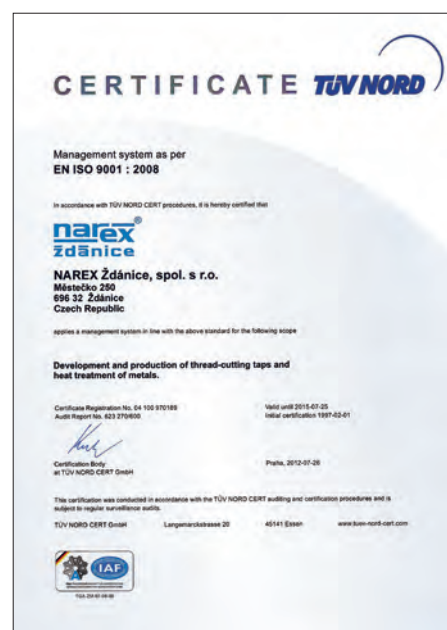 CERTIFICATE TÜV NORD
Management system as per
EN ISO 9001 : 2008
In accordance with TÜV NORD CERT procedures, it is hereby certified that
narex®
ždánice
NAREX Ždánice, spol. s r.o.
Městečko 250
696 32 Ždánice
Czech Republic
applies a management system in line with the above standard for the following scope
Development and production of thread-cutting taps and
heat treatment of metals.
Certificate Registration No. 04 100 970189
Audit Report No. 623 270/600
Valid until 2015-07-25
Initial certification 1997-02-01
Certification Body
at TÜV NORD CERT GmbH
Praha, 2012-07-26
This certification was conducted in accordance with the TÜV NORD CERT auditing and certification procedures and is
subject to regular surveillance audits.
TÜV NORD CERT GmbH Langemarckstrasse 20 45141 Essen www.tuev-nord-cert.com
IAF